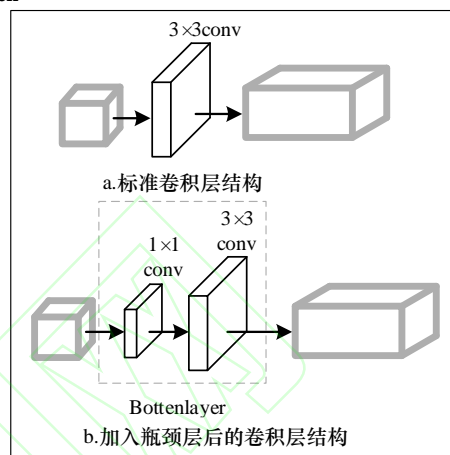 3×3conv
a.标准卷积层结构
3×3
conv
1×1
conv
Bottenlayer
b.加入瓶颈层后的卷积层结构